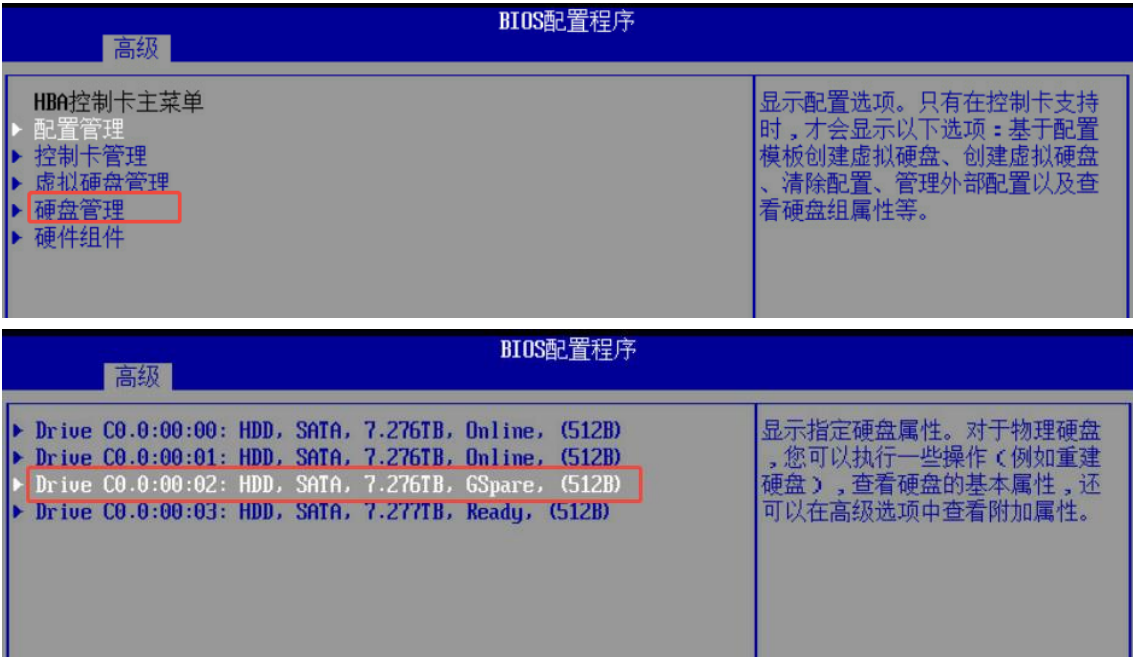 BIOS配置程序
高级
HBA控制卡主菜单
配置管理
控制卡管理
虚拟硬盘管理
硬盘管理
硬件组件
显示配置选项。只有在控制卡支持
时，才会显示以下选项：基于配置
模板创建虚拟硬盘、创建虚拟硬盘
、清除配置、管理外部配置以及查
看硬盘组属性等。
BIOS配置程序
高级
Drive C0.0:00:00: HDD, SATA, 7.276TB, Online, (512B)
Drive C0.0:00:01: HDD, SATA, 7.276TB, Online, (512B)
Drive C0.0:00:02: HDD, SATA, 7.276TB, GSpare, (512B)
Drive C0.0:00:03: HDD, SATA, 7.277TB, Ready, (512B)
显示指定硬盘属性。对于物理硬盘
，您可以执行一些操作（例如重建
硬盘），查看硬盘的基本属性，还
可以在高级选项中查看附加属性。